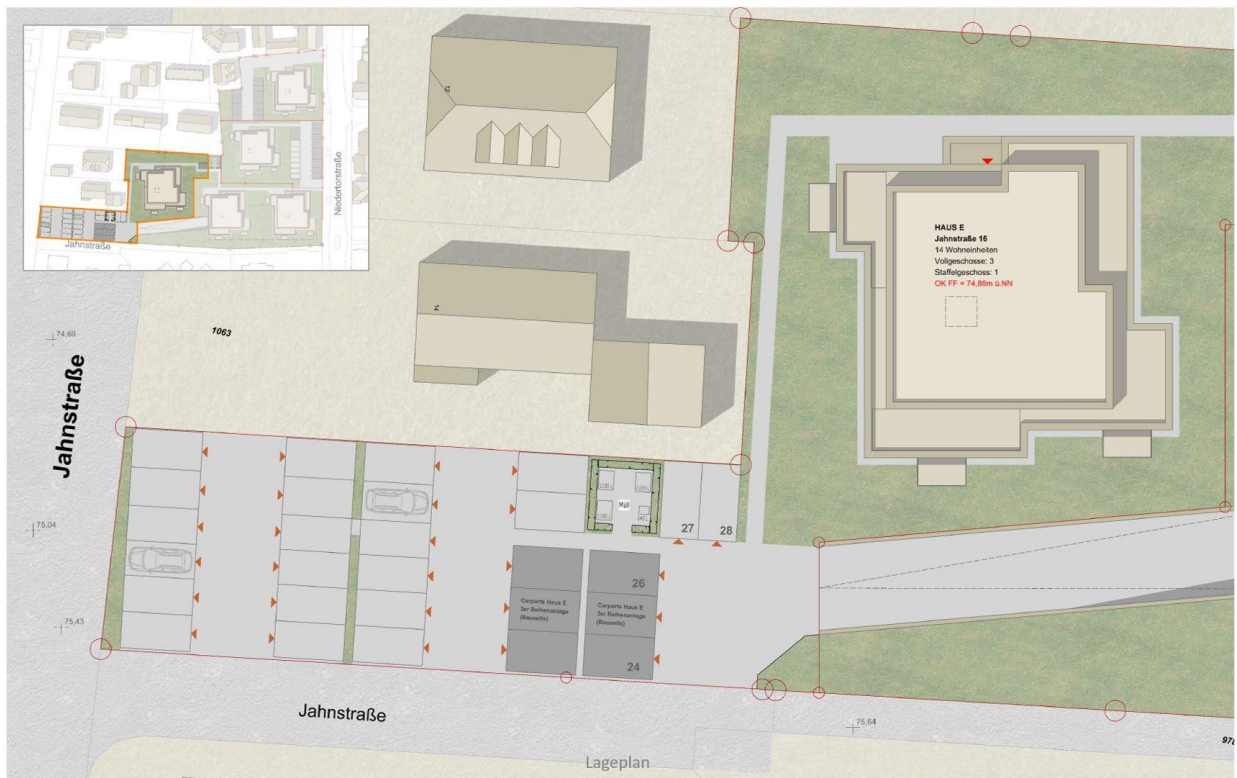 Niedertorstraße
Jahnstraße
12
14
1063
74,69
Jahnstraße
75,04
75,43
HAUS E
Jahnstraße 16
14 Wohneinheiten
Vollgeschosse: 3
Staffelgeschoss: 1
OK FF = 74,88m ü.NN
Müll
27
28
26
Carports Haus E
3er Reihenanlage
(Bauseits)
Carports Haus E
3er Reihenanlage
(Bauseits)
24
Jahnstraße
75,64
Lageplan